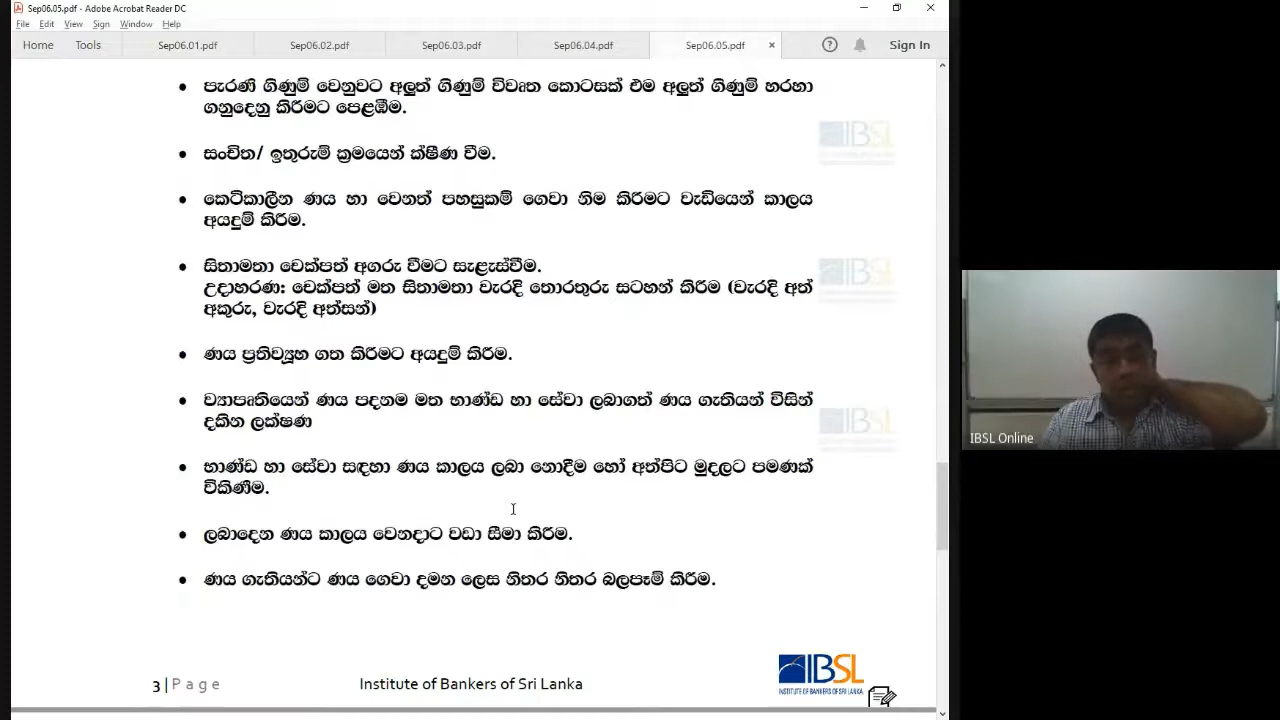 Sep06.05.pdf - Adobe Acrobat Reader DC
File Edit View Sign Window Help
Home Tools Sep06.01.pdf Sep06.02.pdf Sep06.03.pdf Sep06.04.pdf Sep06.05.pdf × Sign In
• පැරණි ගිණුම් වෙනුවට අලුත් ගිණුම් විවෘත කොටසක් එම අලුත් ගිණුම් හරහා
ගනුදෙනු කිරීමට පෙළඹීම.
• සංචිත/ ඉතුරුම් ක්‍රමයෙන් ක්ෂීණ වීම.
• කෙටිකාලීන ණය හා වෙනත් පහසුකම් ගෙවා නිම කිරීමට වැඩියෙන් කාලය
අයදුම් කිරීම.
• සිතාමතා චෙක්පත් අගරු වීමට සැළැස්වීම.
උදාහරණ: චෙක්පත් මත සිතාමතා වැරදි තොරතුරු සටහන් කිරීම (වැරදි අත්
අකුරු, වැරදි අත්සන්)
• ණය ප්‍රතිව්‍යූහ ගත කිරීමට අයදුම් කිරීම.
• ව්‍යාපෘතියෙන් ණය පදනම මත භාණ්ඩ හා සේවා ලබාගත් ණය ගැතියන් විසින්
දකින ලක්ෂණ
• භාණ්ඩ හා සේවා සඳහා ණය කාලය ලබා නොදීම හෝ අත්පිට මුදලට පමණක්
විකිණීම.
• ලබාදෙන ණය කාලය වෙනදාට වඩා සීමා කිරීම.
• ණය ගැතියන්ට ණය ගෙවා දමන ලෙස නිතර නිතර බලපෑම් කිරීම.
3 | Page Institute of Bankers of Sri Lanka
IBSL
INSTITUTE OF BANKERS OF SRI LANKA
IBSL
IBSL
IBSL
IBSL Online